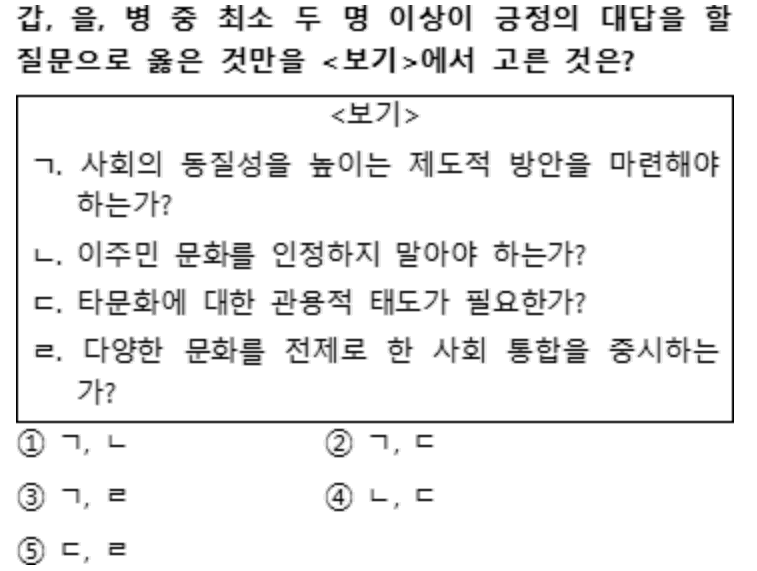 갑, 을, 병 중 최소 두 명 이상이 긍정의 대답을 할
질문으로 옳은 것만을 <보기>에서 고른 것은?
<보기>
ㄱ. 사회의 동질성을 높이는 제도적 방안을 마련해야
하는가?
ㄴ. 이주민 문화를 인정하지 말아야 하는가?
ㄷ. 타문화에 대한 관용적 태도가 필요한가?
ㄹ. 다양한 문화를 전제로 한 사회 통합을 중시하는
가?
① ㄱ, ㄴ ② ㄱ, ㄷ
③ ㄱ, ㄹ ④ ㄴ, ㄷ
⑤ ㄷ, ㄹ